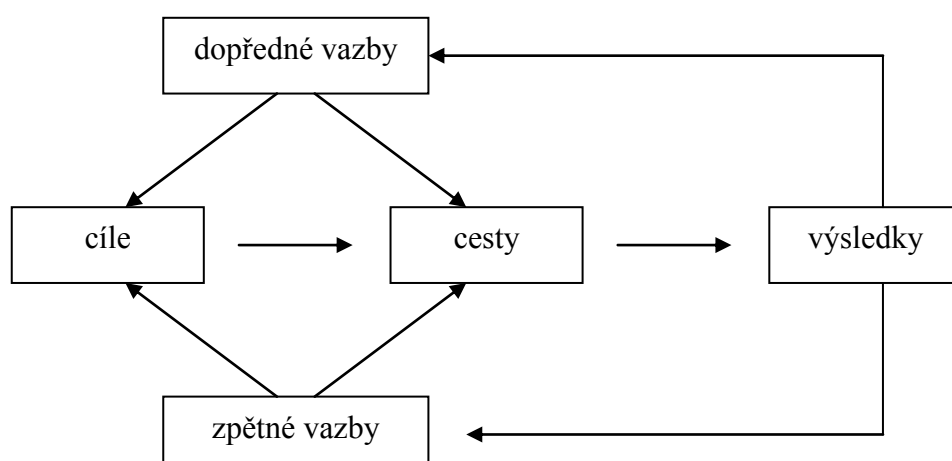 dopředné vazby
cíle
cesty
výsledky
zpětné vazby